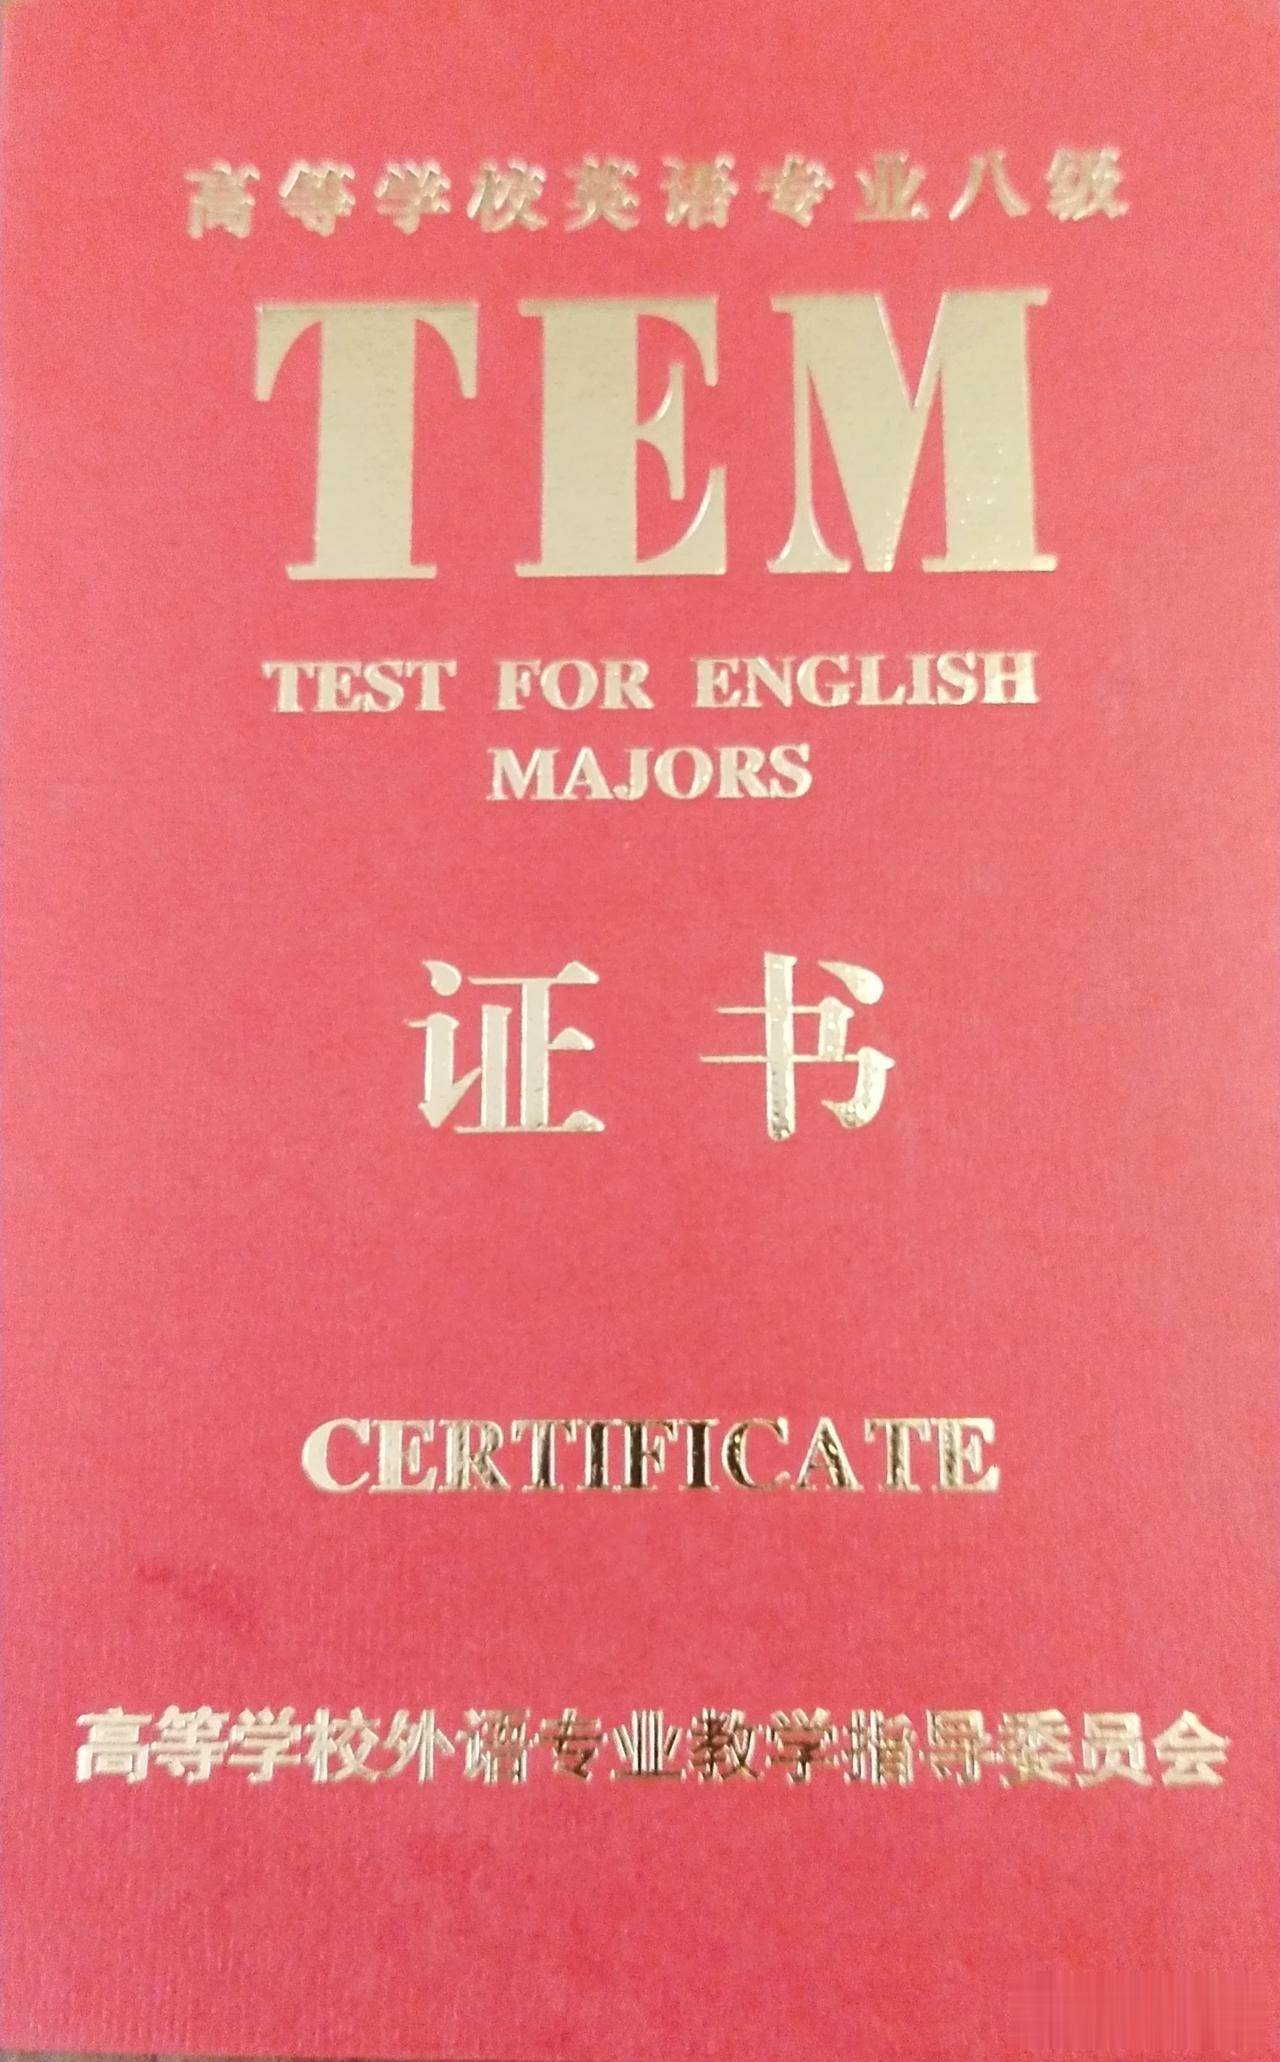 高等学校英语专业八级
TEM
TEST FOR ENGLISH
MAJORS
证书
CERTIFICATE
高等学校外语专业教学指导委员会